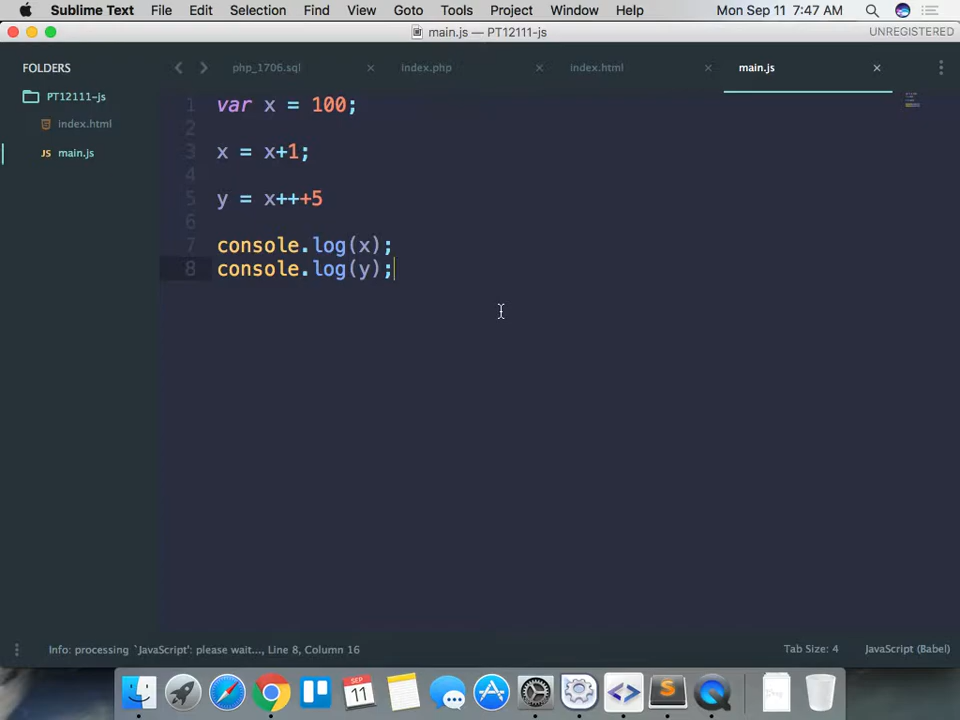 Sublime Text File Edit Selection Find View Goto Tools Project Window Help Mon Sep 11 7:47 AM
main.js — PT12111-js UNREGISTERED
FOLDERS
PT12111-js
index.html
JS main.js
php_1706.sql × index.php × index.html × main.js ×
1 var x = 100;
2
3 x = x+1;
4
5 y = x+++5
6
7 console.log(x);
8 console.log(y);
Info: processing `JavaScript': please wait..., Line 8, Column 16 Tab Size: 4 JavaScript (Babel)
SEP
11